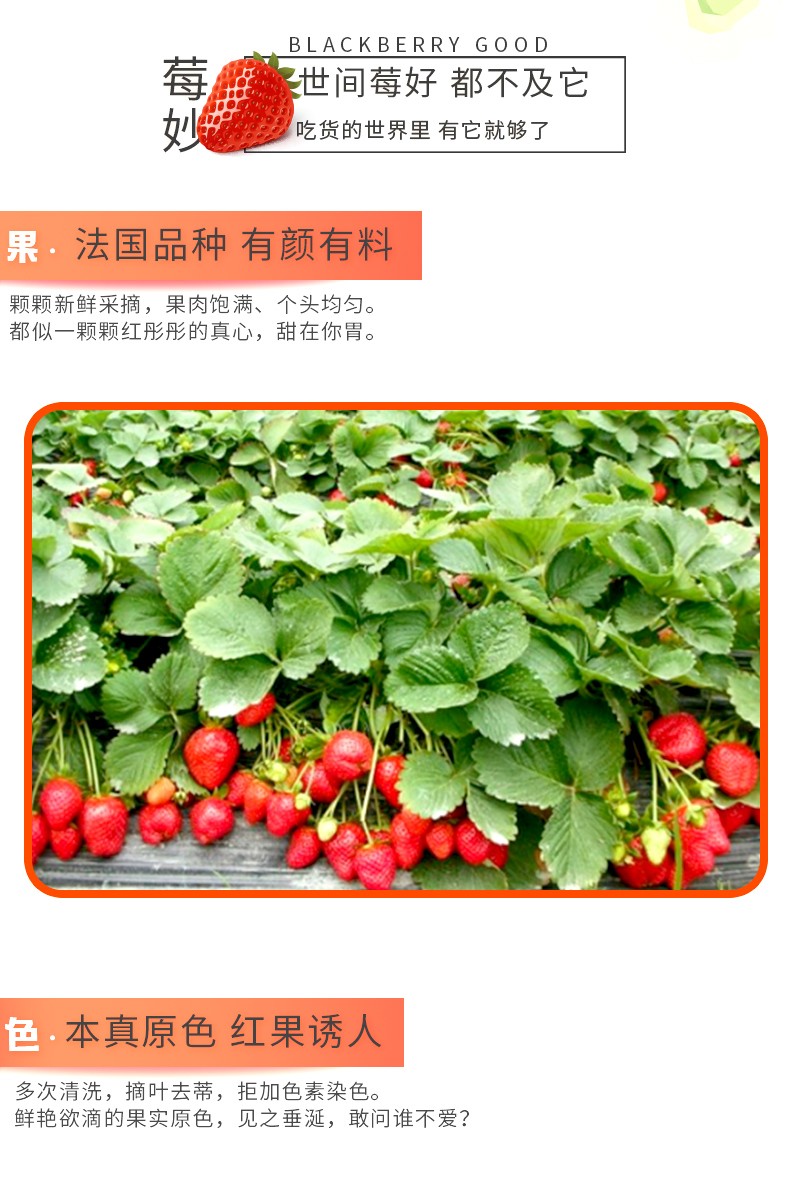 BLACKBERRY GOOD
莓妙
世间莓好 都不及它
吃货的世界里 有它就够了
果· 法国品种 有颜有料
颗颗新鲜采摘，果肉饱满、个头均匀。
都似一颗颗红彤彤的真心，甜在你胃。
色·本真原色 红果诱人
多次清洗，摘叶去蒂，拒加色素染色。
鲜艳欲滴的果实原色，见之垂涎，敢问谁不爱？